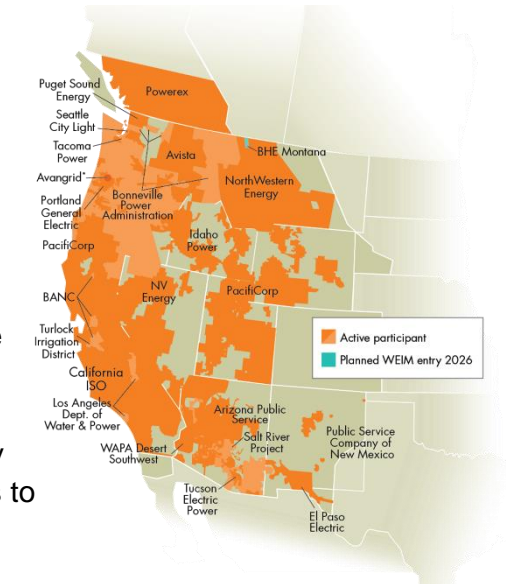 Powerex
Puget Sound
Energy
Seattle
City Light
Tacoma
Power
Avangrid*
Portland
General
Electric
PacifiCorp
Avista
BHE Montana
Bonneville
Power
Administration
NorthWestern
Energy
Idaho
Power
BANC
NV
Energy
PacifiCorp
Turlock
Irrigation
District
California
ISO
Los Angeles
Dept. of
Water & Power
Active participant
Planned WEIM entry 2026
Arizona Public
Service
Salt River
Project
Public Service
Company of
New Mexico
WAPA Desert
Southwest
Tucson
Electric
Power
El Paso
Electric
s to